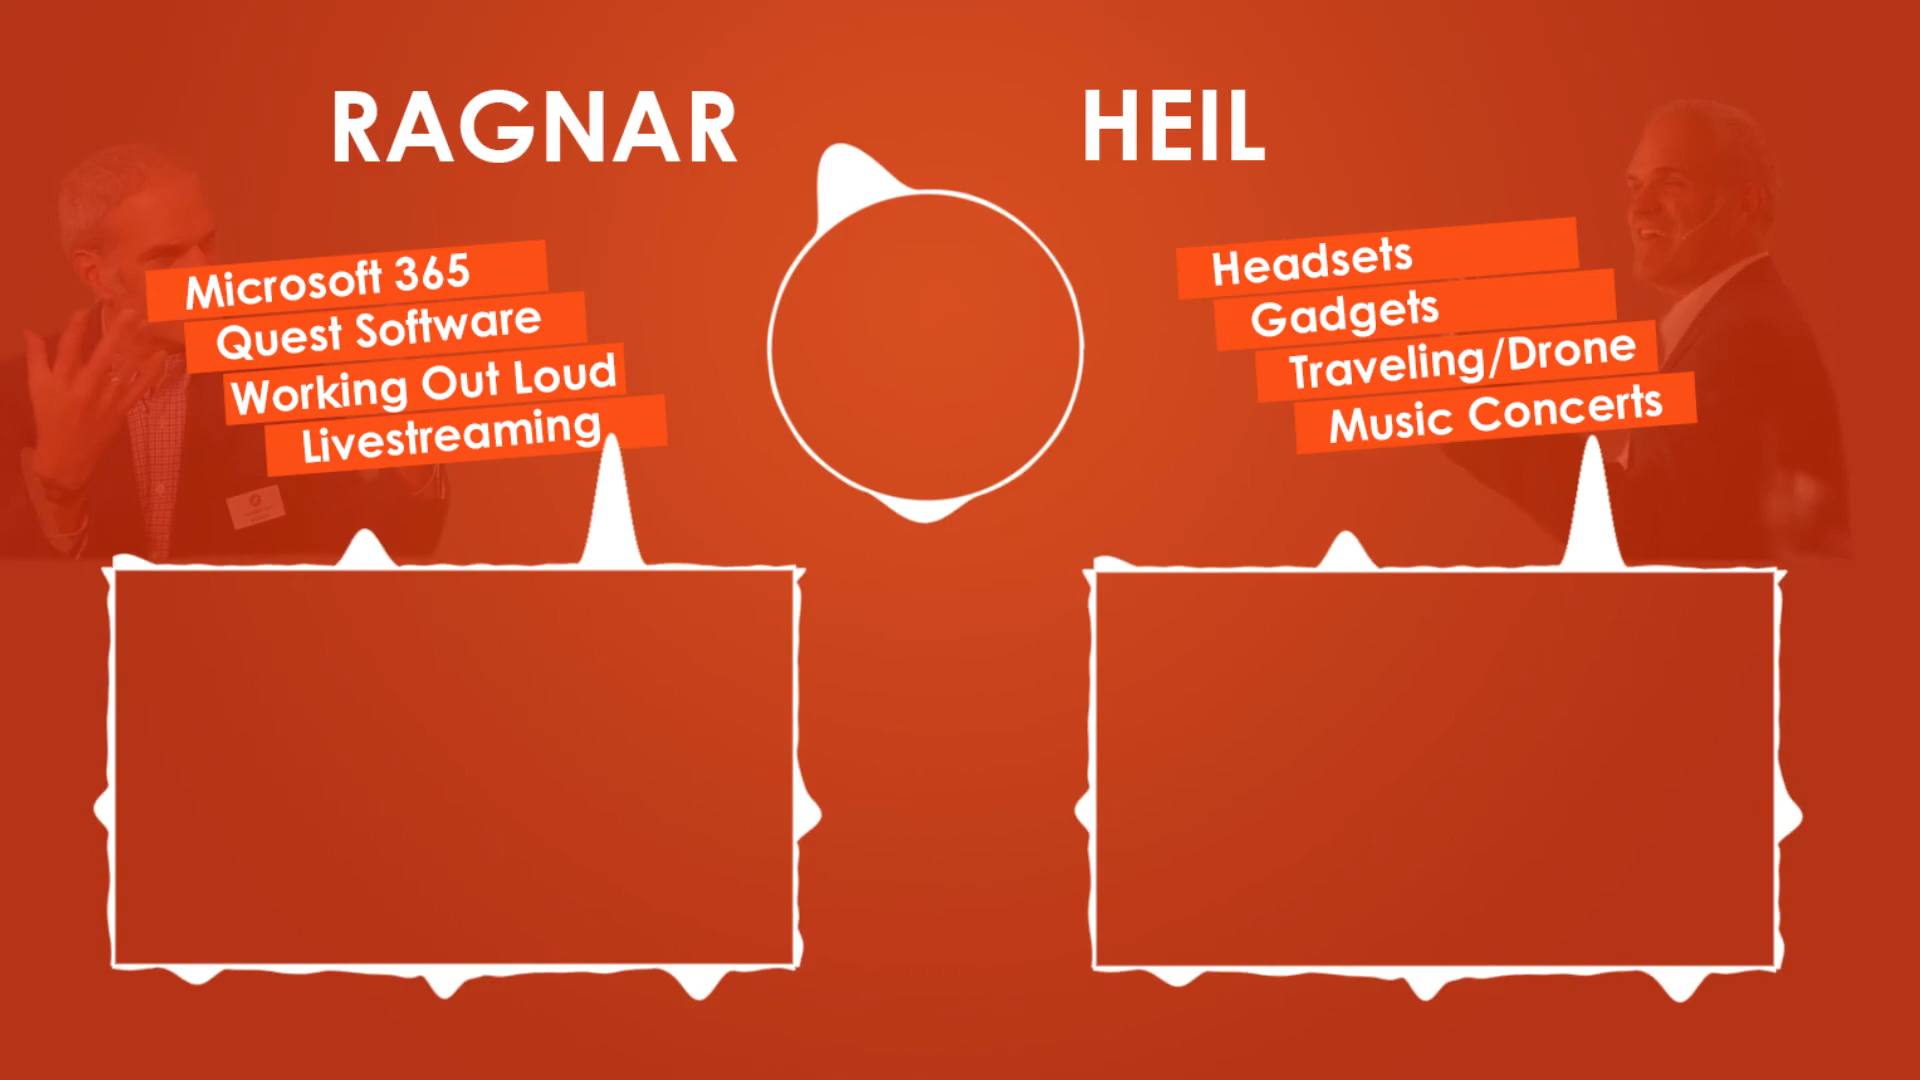 RAGNAR
Microsoft 365
Quest Software
Working Out Loud
Livestreaming
HEIL
Headsets
Gadgets
Traveling/Drone
Music Concerts